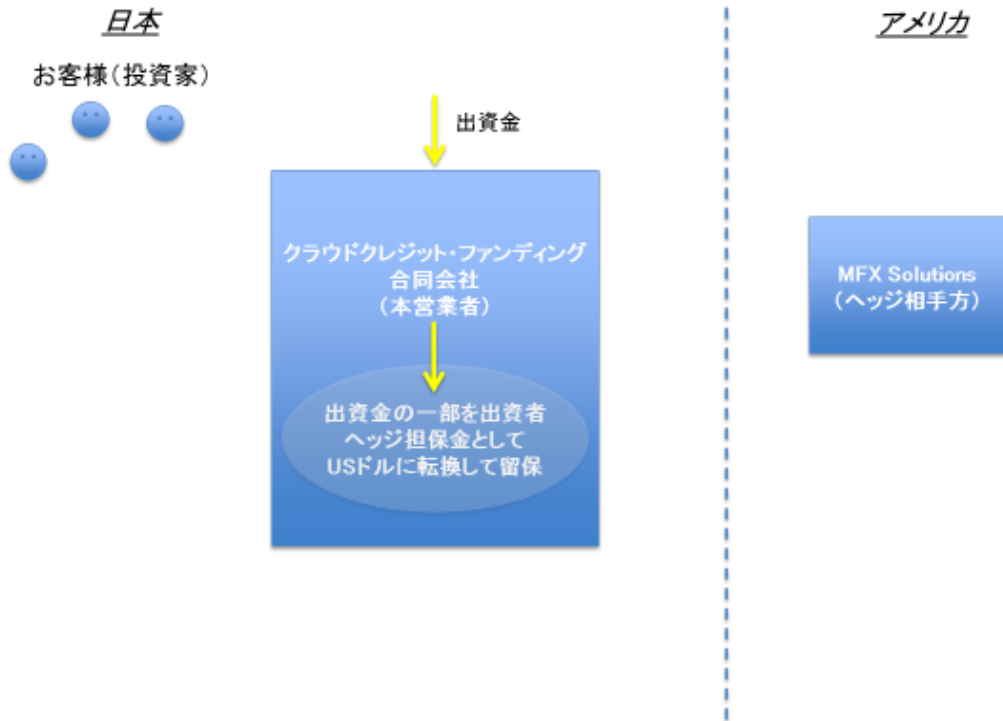 日本
アメリカ
お客様(投資家)
出資金
クラウドクレジット・ファンディング
合同会社
(本営業者)
出資金の一部を出資者
ヘッジ担保金として
USドルに転換して留保
MFX Solutions
(ヘッジ相手方)